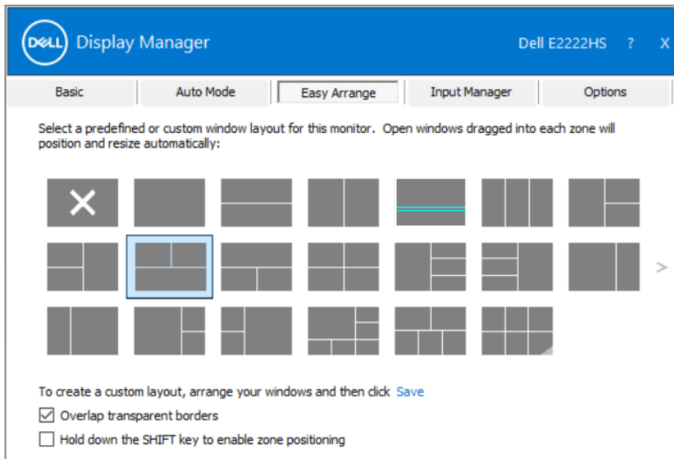 DELL Display Manager Dell E2222HS ? X
Basic Auto Mode Easy Arrange Input Manager Options
Select a predefined or custom window layout for this monitor. Open windows dragged into each zone will
position and resize automatically:
>
To create a custom layout, arrange your windows and then click Save
Overlap transparent borders
Hold down the SHIFT key to enable zone positioning